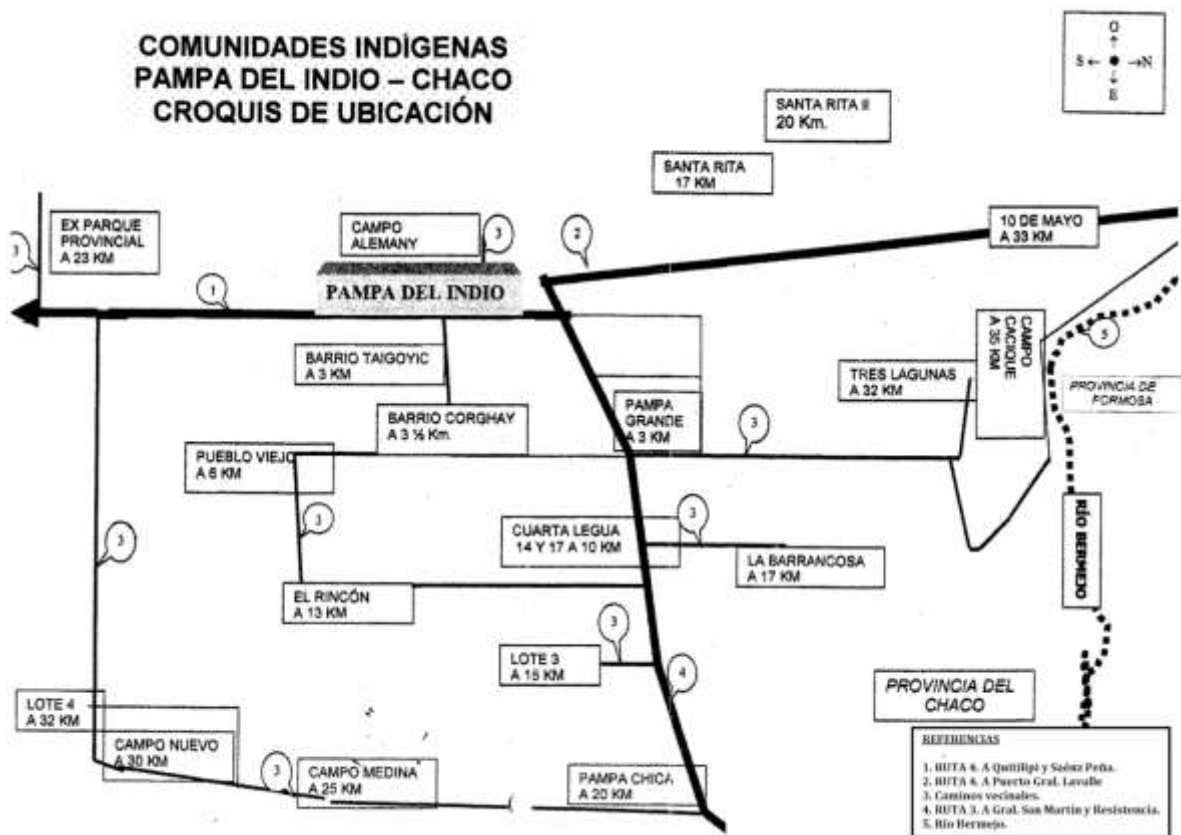 COMUNIDADES INDÍGENAS
PAMPA DEL INDIO – CHACO
CROQUIS DE UBICACIÓN
O
S
N
E
SANTA RITA II
20 Km.
SANTA RITA
17 KM
EX PARQUE
PROVINCIAL
A 23 KM
3
CAMPO
ALEMANY
3
2
10 DE MAYO
A 33 KM
1
PAMPA DEL INDIO
BARRIO TAIGOYIC
A 3 KM
BARRIO CORGHAY
A 3 ½ Km.
PAMPA
GRANDE
A 3 KM
3
TRES LAGUNAS
A 32 KM
CAMPO
CACIQUE
A 35 KM
5
PROVINCIA DE
FORMOSA
PUEBLO VIEJO
A 6 KM
3
3
CUARTA LEGUA
14 Y 17 A 10 KM
3
LA BARRANCOSA
A 17 KM
RÍO BERMEJO
EL RINCÓN
A 13 KM
3
LOTE 3
A 15 KM
4
PROVINCIA DEL
CHACO
LOTE 4
A 32 KM
CAMPO NUEVO
A 30 KM
3
CAMPO MEDINA
A 25 KM
PAMPA CHICA
A 20 KM
REFERENCIAS
1. RUTA 4. A Quitilipi y Saénz Peña.
2. RUTA 4. A Puerto Gral. Lavalle
3. Caminos vecinales.
4. RUTA 3. A Gral. San Martín y Resistencia.
5. Río Bermejo.